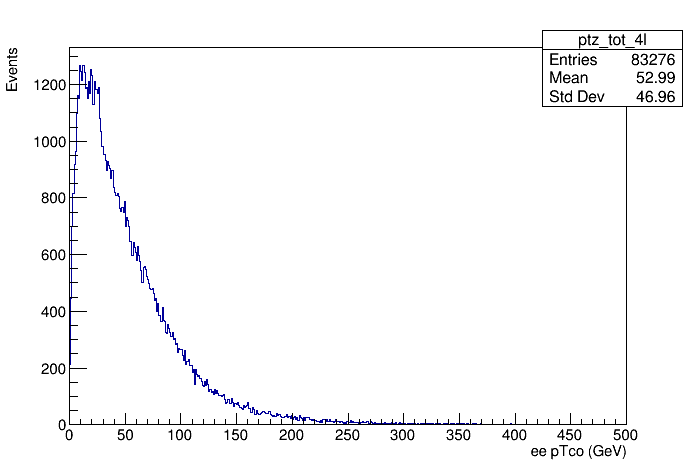 ptz_tot_4l
Entries 83276
Mean 52.99
Std Dev 46.96
Events
1200
1000
800
600
400
200
0
0 50 100 150 200 250 300 350 400 450 500
ee pTco (GeV)